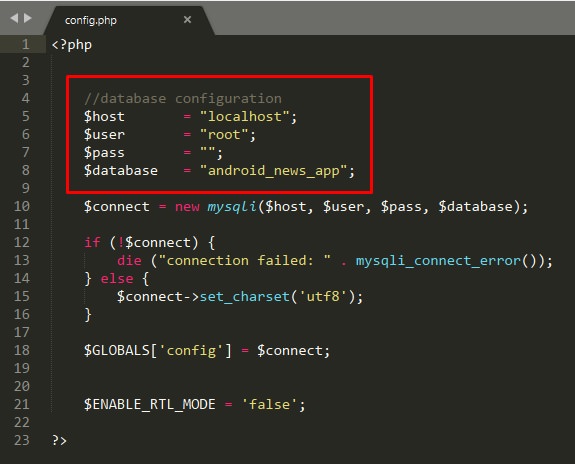 config.php ×
1 <?php
2
3
4 //database configuration
5 $host = "localhost";
6 $user = "root";
7 $pass = "";
8 $database = "android_news_app";
9
10 $connect = new mysqli($host, $user, $pass, $database);
11
12 if (!$connect) {
13 die ("connection failed: " . mysqli_connect_error());
14 } else {
15 $connect->set_charset('utf8');
16 }
17
18 $GLOBALS['config'] = $connect;
19
20
21 $ENABLE_RTL_MODE = 'false';
22
23 ?>